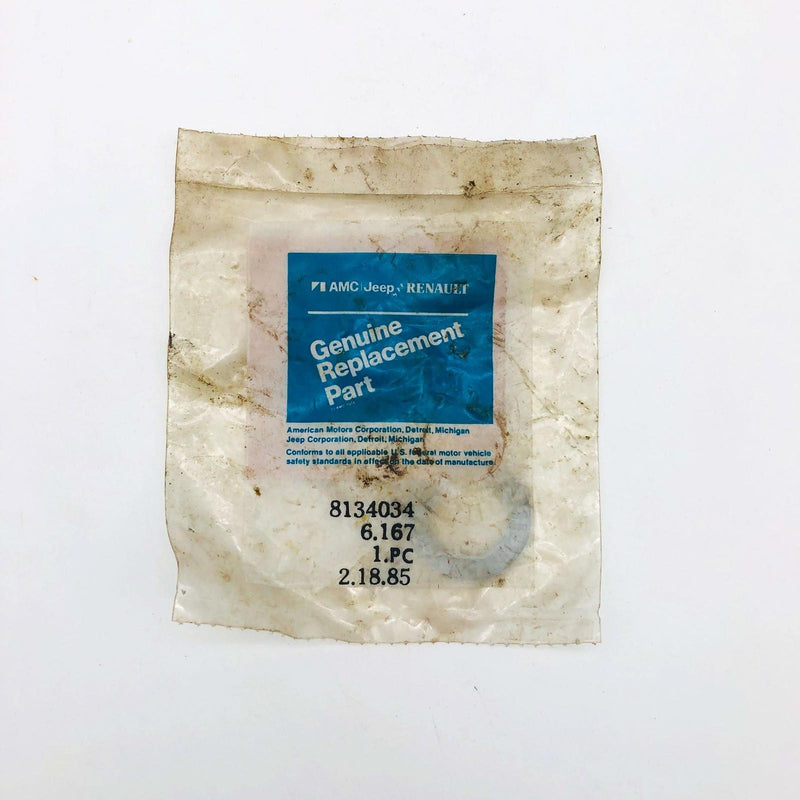 AMC Jeep RENAULT
Genuine
Replacement
Part
American Motors Corporation, Detroit, Michigan
Jeep Corporation, Detroit, Michigan
Conforms to all applicable U.S. federal motor vehicle
safety standards in effect on the date of manufacture.
8134034
6.167
1.PC
2.18.85